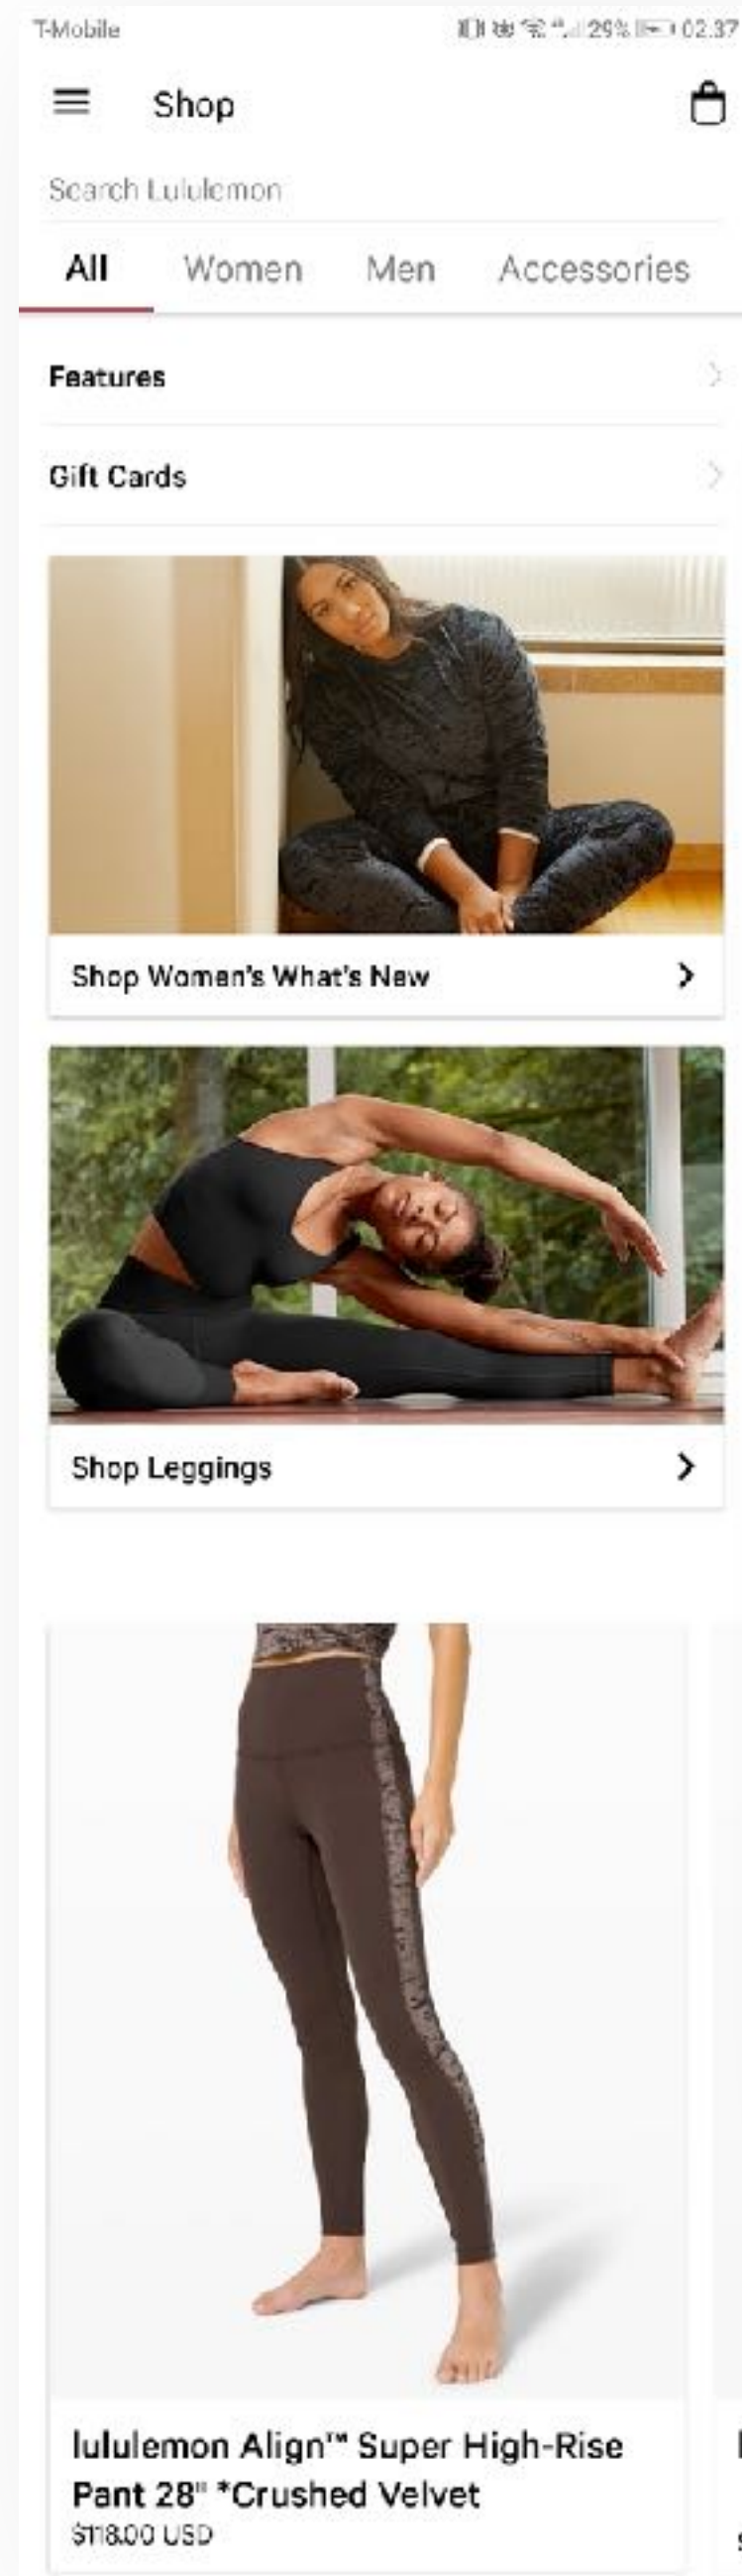 T-Mobile 29% 02:37
Shop
Search Lululemon
All Women Men Accessories
Features
Gift Cards
Shop Women's What's New
Shop Leggings
lululemon Align™ Super High-Rise
Pant 28" *Crushed Velvet
$118.00 USD